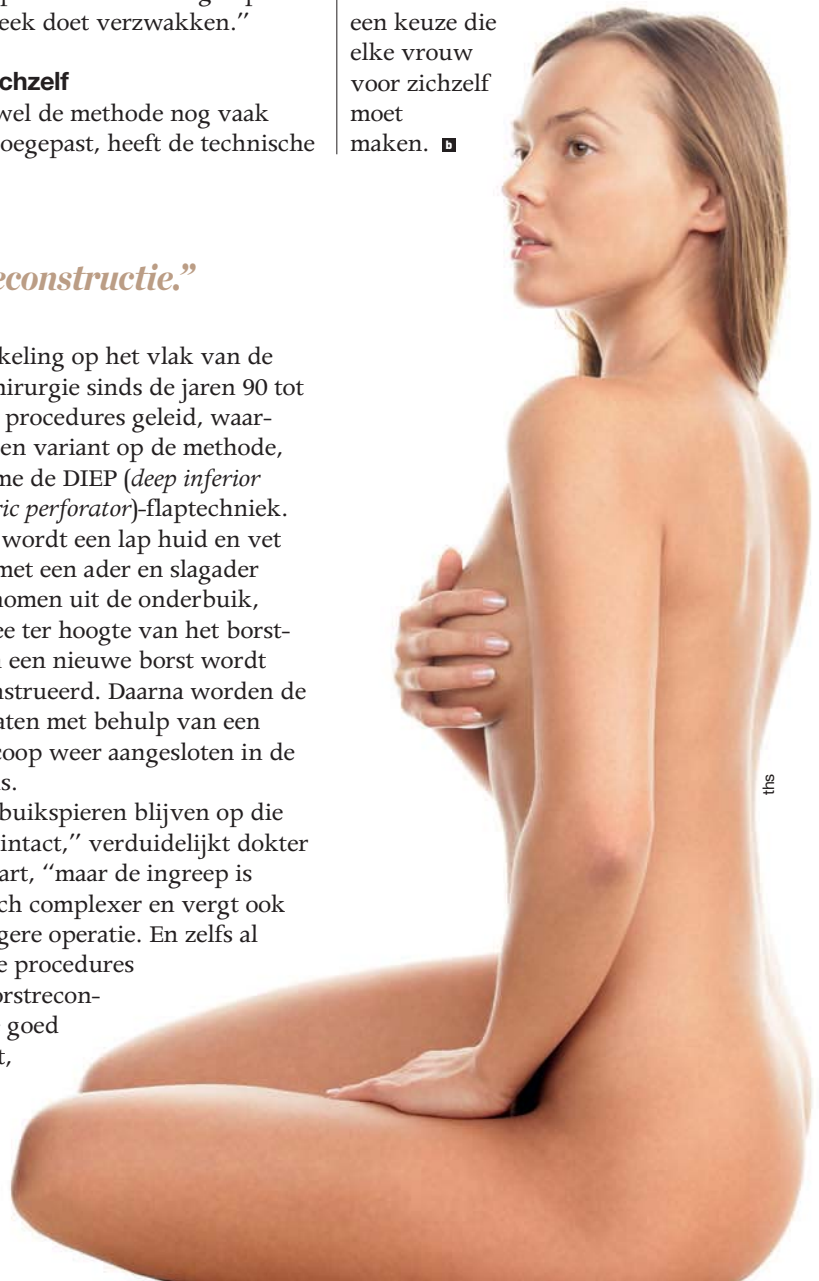 eek doet verzwakken.”
chzelf
wel de methode nog vaak
oegepast, heeft de technische
econstructie.”
keling op het vlak van de
hirurgie sinds de jaren 90 tot
procedures geleid, waar-
en variant op de methode,
me de DIEP (deep inferior
ric perforator)-flaptechniek.
wordt een lap huid en vet
met een ader en slagader
nomen uit de onderbuik,
ee ter hoogte van het borst-
een nieuwe borst wordt
nstrueerd. Daarna worden de
aten met behulp van een
coop weer aangesloten in de
s.
buikspieren blijven op die
intact,” verduidelijkt dokter
art, “maar de ingreep is
ch complexer en vergt ook
gere operatie. En zelfs al
e procedures
orstrecon-
goed
t,
een keuze die
elke vrouw
voor zichzelf
moet
maken. b
ths